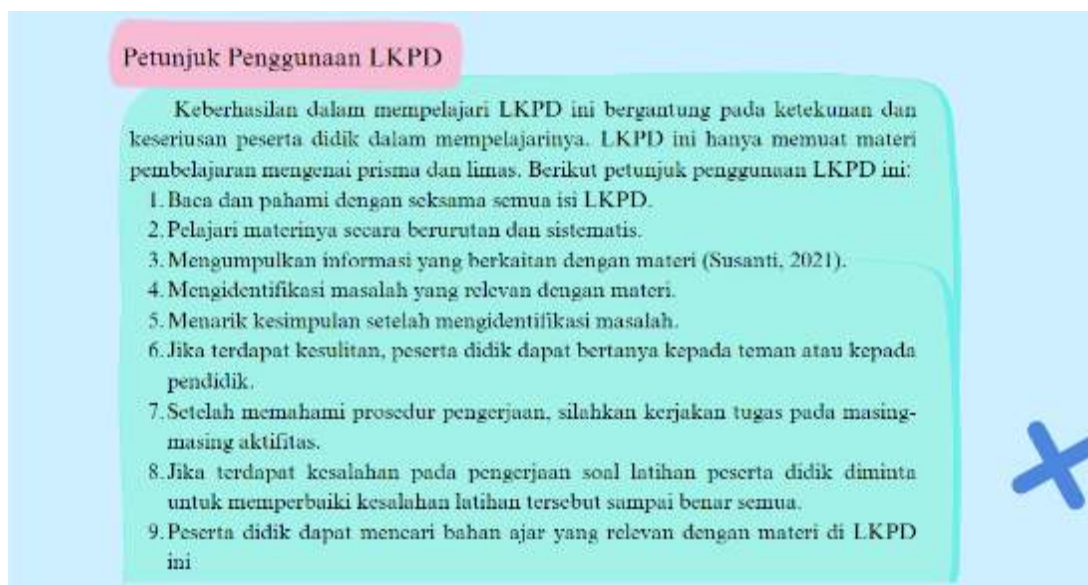 Petunjuk Penggunaan LKPD
Keberhasilan dalam mempelajari LKPD ini bergantung pada ketekunan dan
keseriusan peserta didik dalam mempelajarinya. LKPD ini hanya memuat materi
pembelajaran mengenai prisma dan limas. Berikut petunjuk penggunaan LKPD ini:
1. Baca dan pahami dengan seksama semua isi LKPD.
2. Pelajari materinya secara berurutan dan sistematis.
3. Mengumpulkan informasi yang berkaitan dengan materi (Susanti, 2021).
4. Mengidentifikasi masalah yang relevan dengan materi.
5. Menarik kesimpulan setelah mengidentifikasi masalah.
6. Jika terdapat kesulitan, peserta didik dapat bertanya kepada teman atau kepada
pendidik.
7. Setelah memahami prosedur pengerjaan, silahkan kerjakan tugas pada masing-
masing aktifitas.
8. Jika terdapat kesalahan pada pengerjaan soal latihan peserta didik diminta
untuk memperbaiki kesalahan latihan tersebut sampai benar semua.
9. Peserta didik dapat mencari bahan ajar yang relevan dengan materi di LKPD
ini